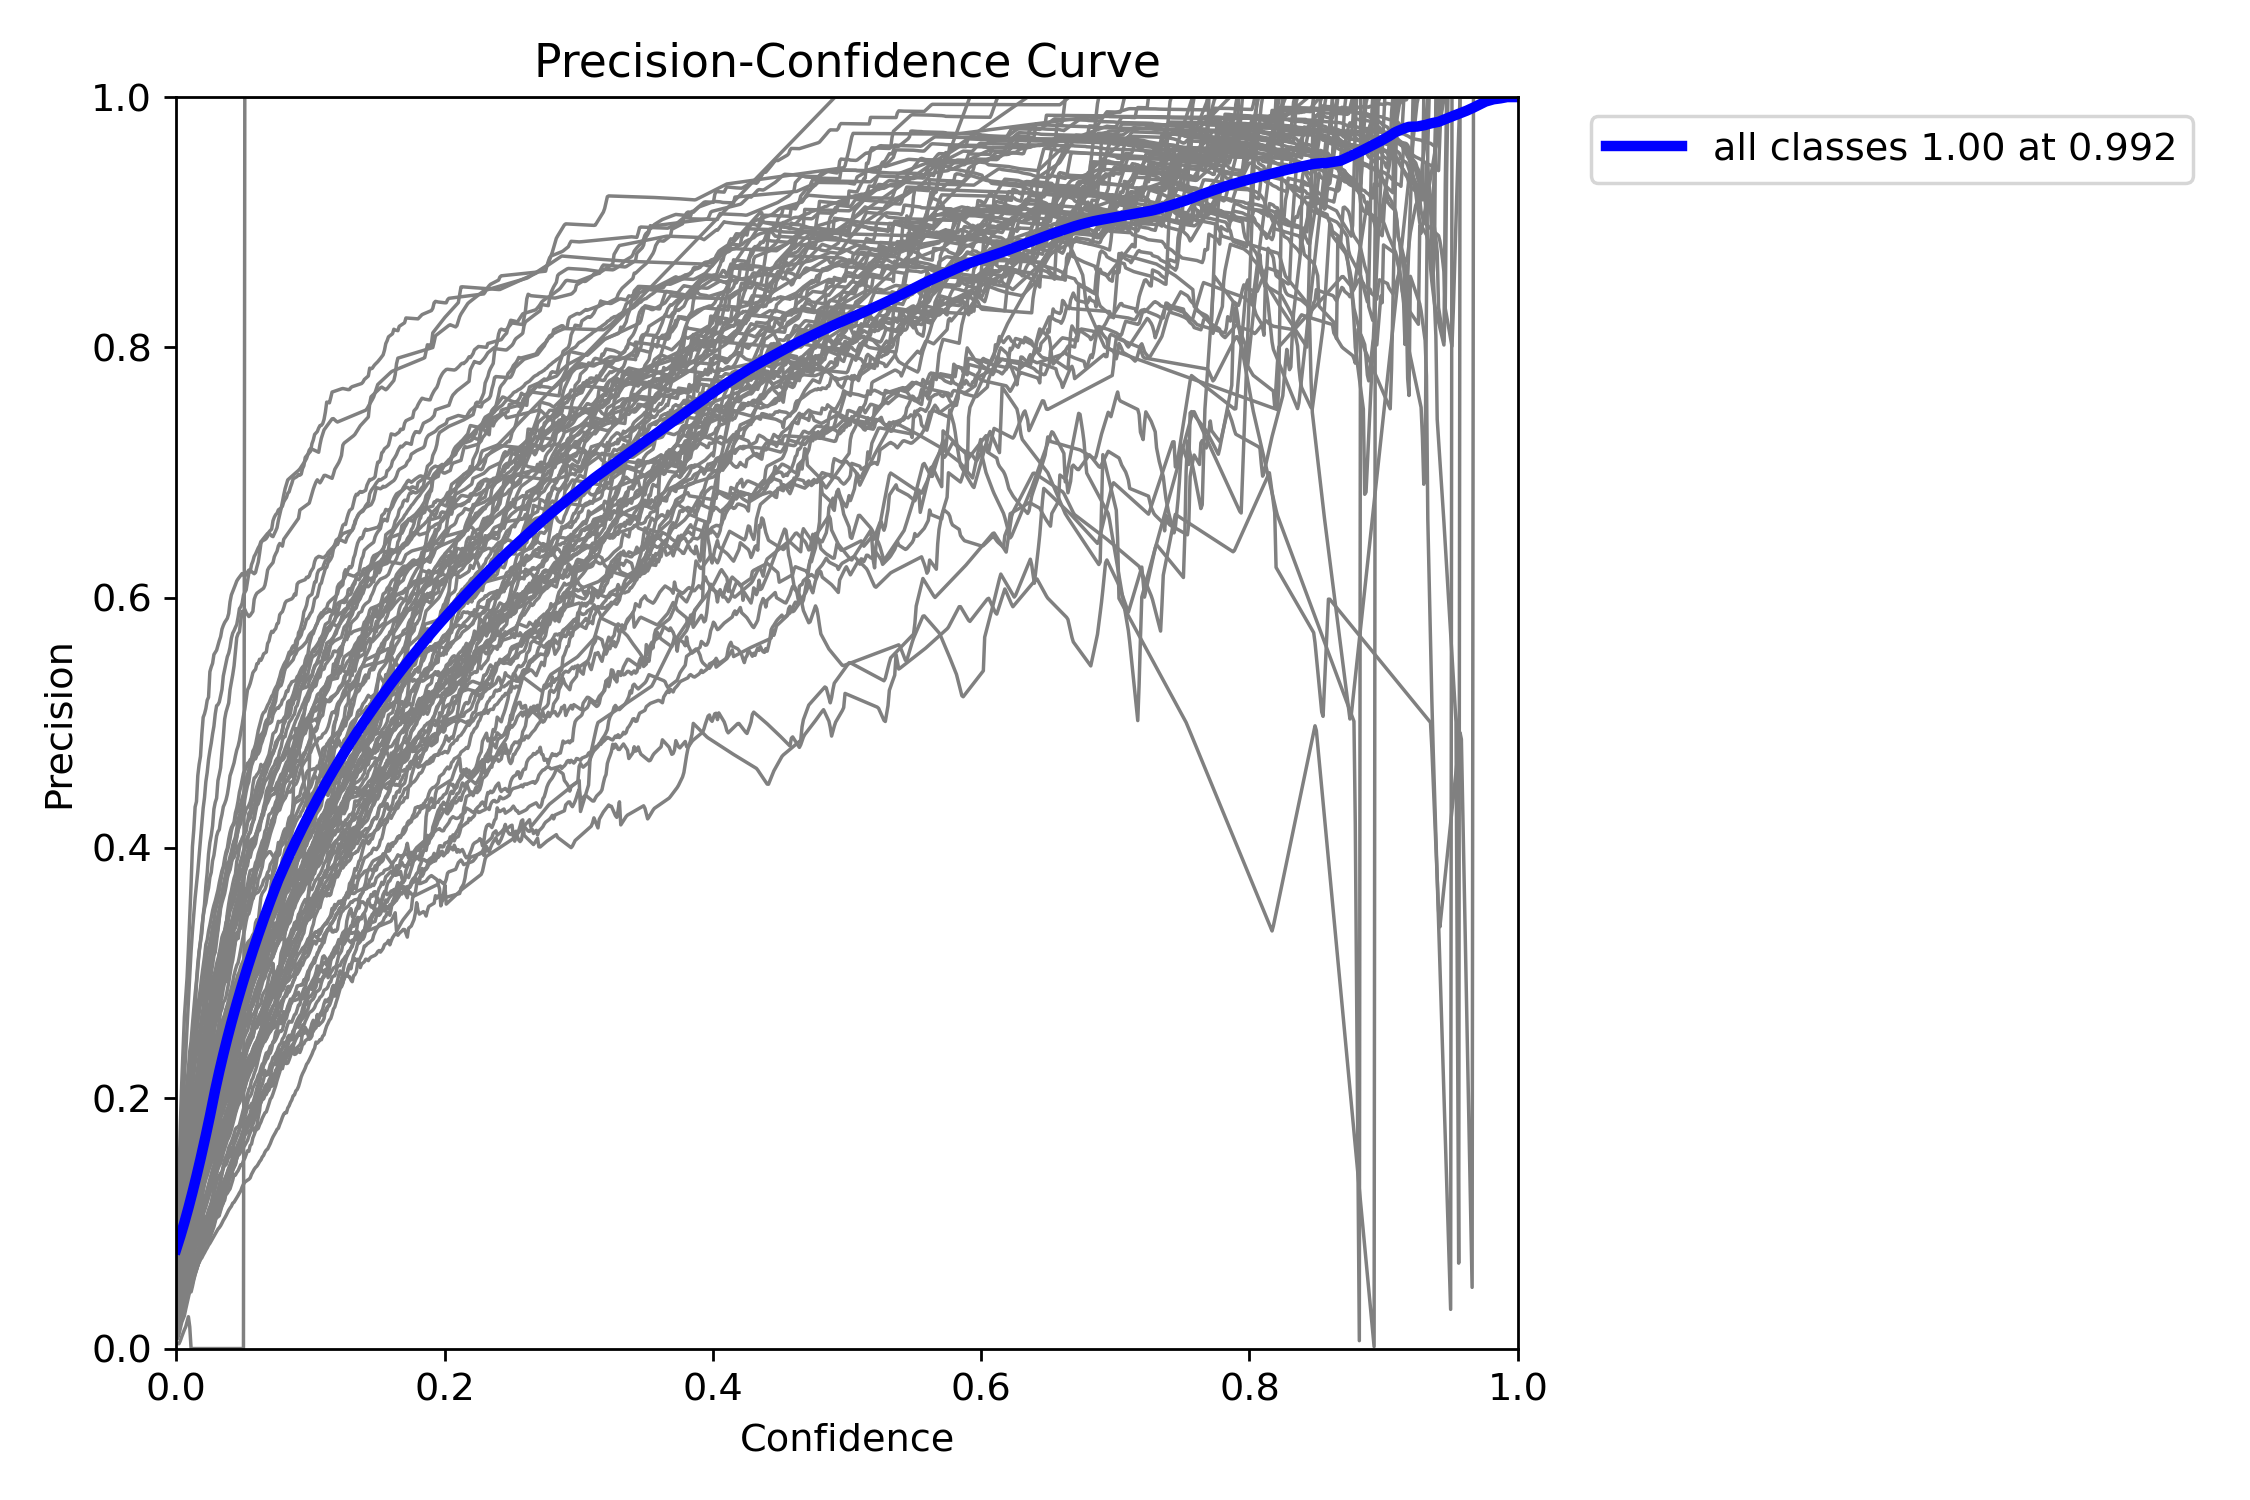 Precision-Confidence Curve
1.0
0.8
0.6
0.4
0.2
0.0
Precision
0.0 0.2 0.4 0.6 0.8 1.0
Confidence
all classes 1.00 at 0.992